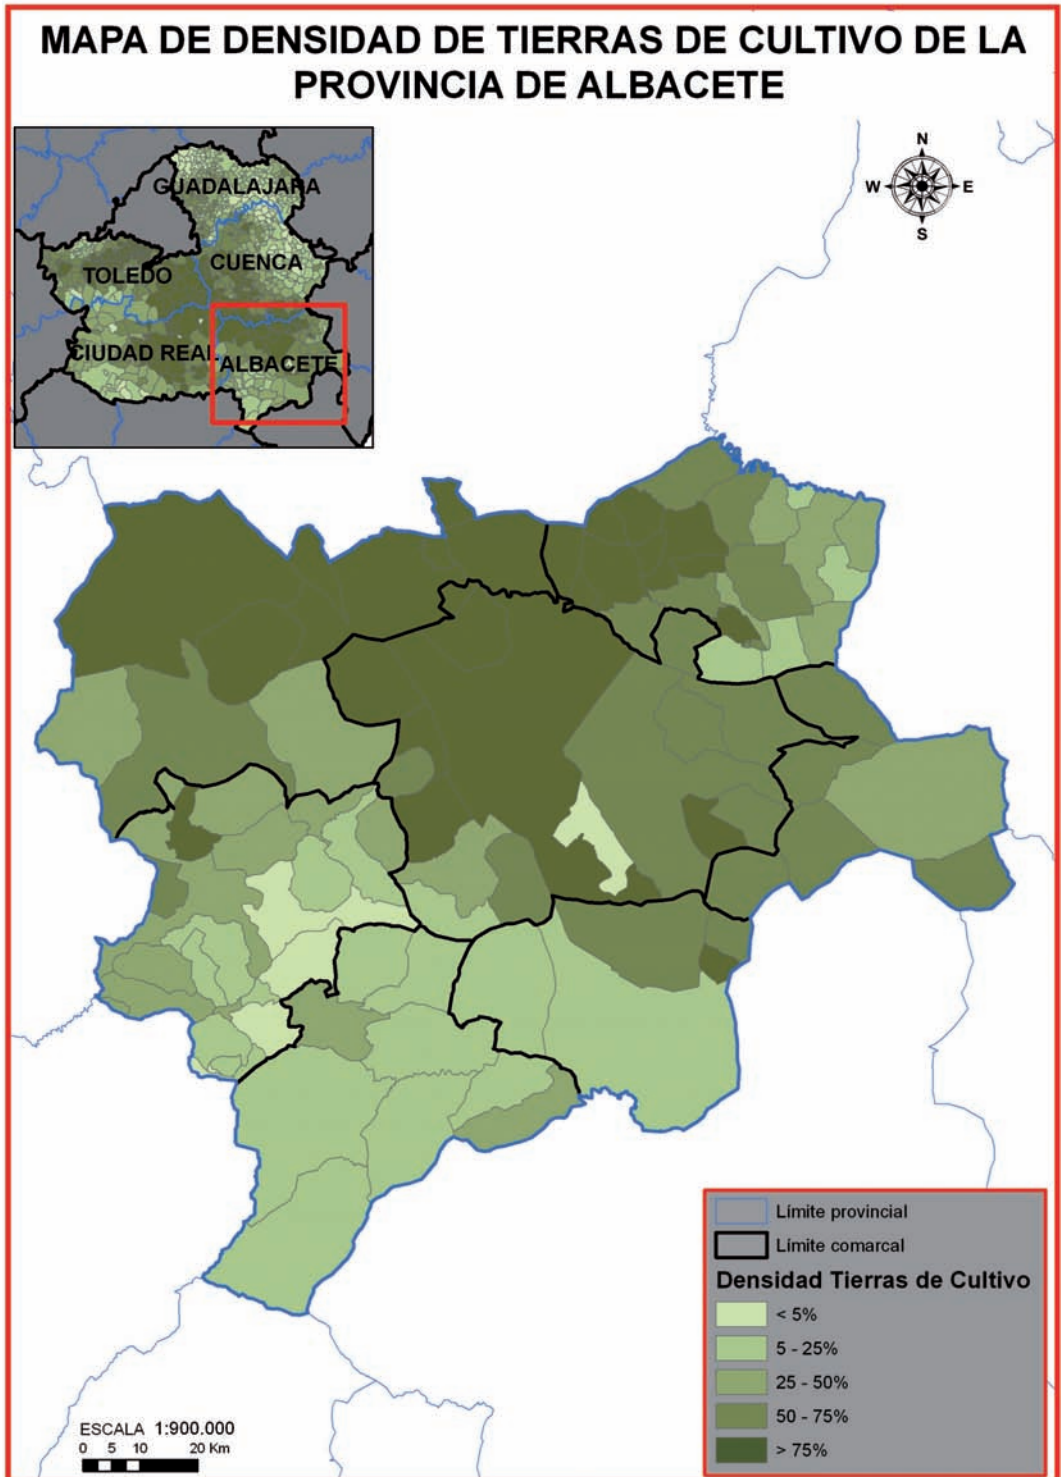 MAPA DE DENSIDAD DE TIERRAS DE CULTIVO DE LA
PROVINCIA DE ALBACETE
GUADALAJARA
TOLEDO
CUENCA
CIUDAD REAL
ALBACETE
N
W
E
S
Límite provincial
Límite comarcal
Densidad Tierras de Cultivo
< 5%
5 - 25%
25 - 50%
50 - 75%
> 75%
ESCALA 1:900.000
0 5 10 20 Km